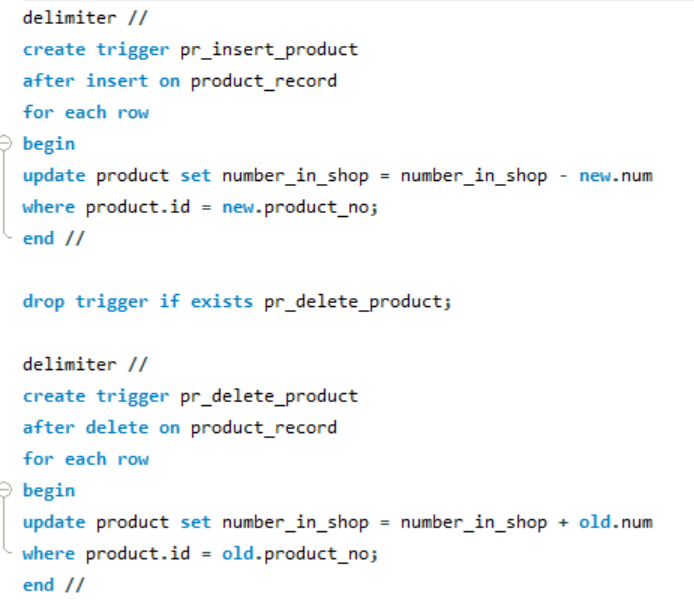 delimiter //
create trigger pr_insert_product
after insert on product_record
for each row
begin
update product set number_in_shop = number_in_shop - new.num
where product.id = new.product_no;
end //
drop trigger if exists pr_delete_product;
delimiter //
create trigger pr_delete_product
after delete on product_record
for each row
begin
update product set number_in_shop = number_in_shop + old.num
where product.id = old.product_no;
end //